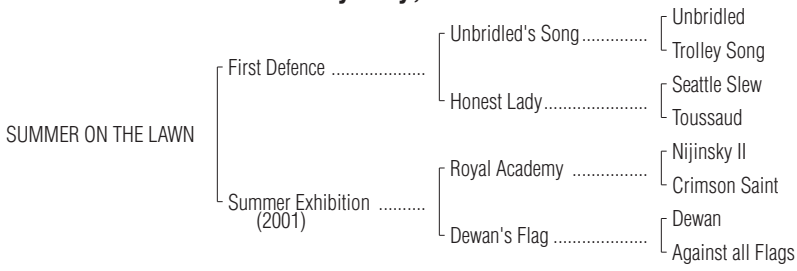 Unbridled
Unbridled's Song..............
Trolley Song
First Defence ....................
Seattle Slew
Honest Lady......................
Toussaud
SUMMER ON THE LAWN
Nijinsky II
Royal Academy ................
Crimson Saint
Summer Exhibition ..........
(2001)
Dewan
Dewan's Flag ....................
Against all Flags